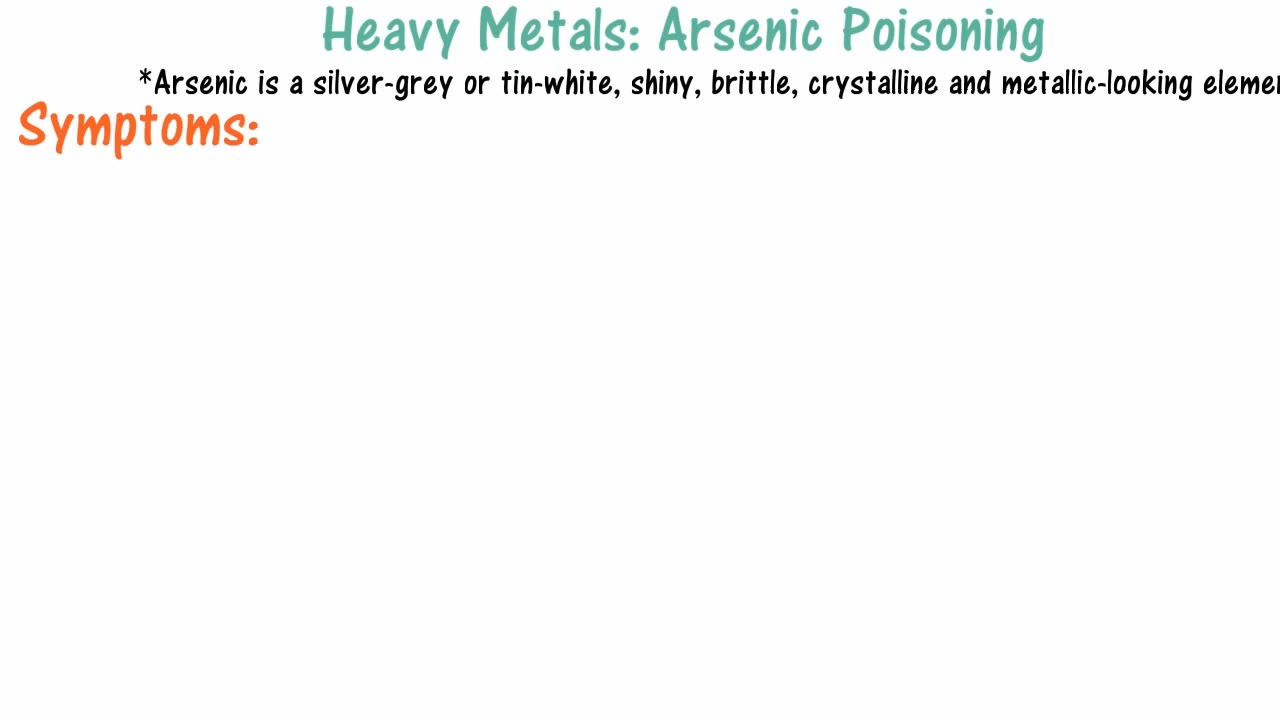 Heavy Metals: Arsenic Poisoning
*Arsenic is a silver-grey or tin-white, shiny, brittle, crystalline and metallic-looking
Symptoms: